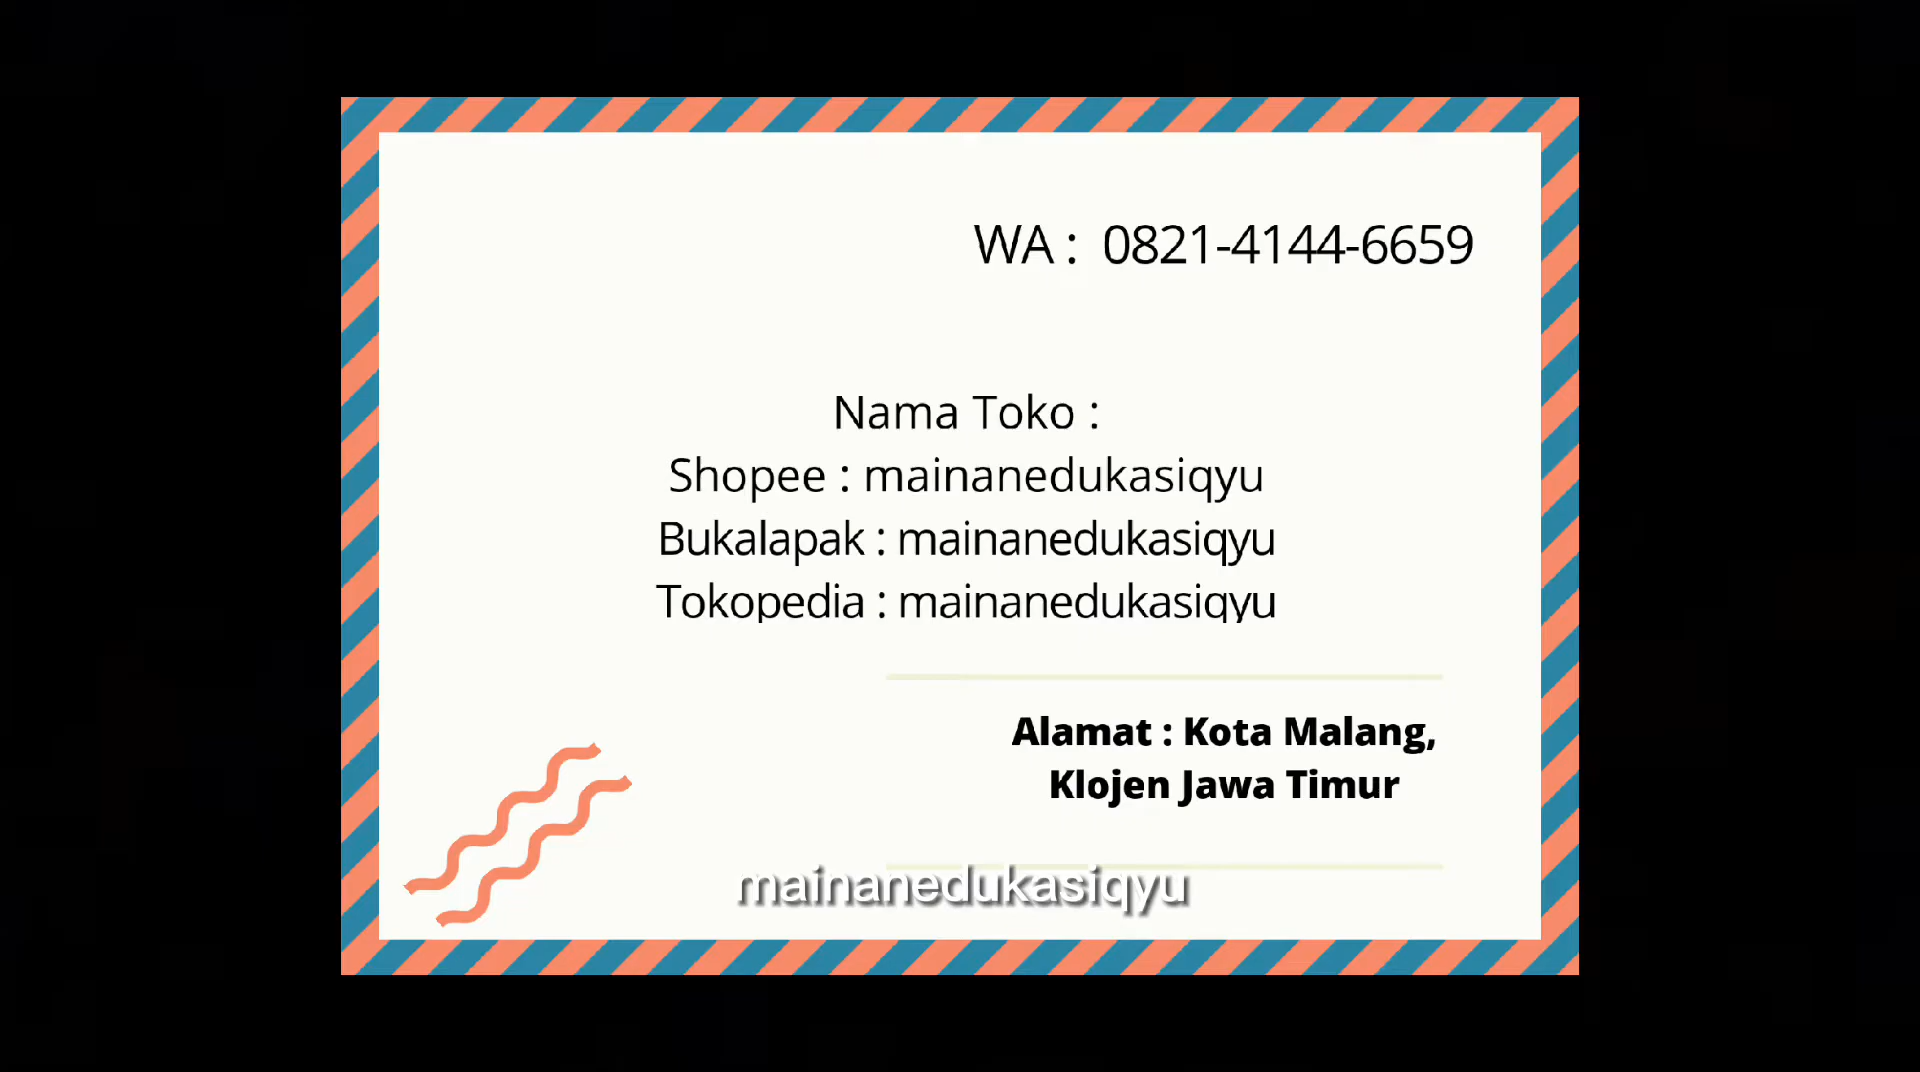 WA : 0821-4144-6659
Nama Toko :
Shopee : mainanedukasiqyu
Bukalapak : mainanedukasiqyu
Tokopedia : mainanedukasiqyu
Alamat : Kota Malang,
Klojen Jawa Timur
mainanedukasiqyu